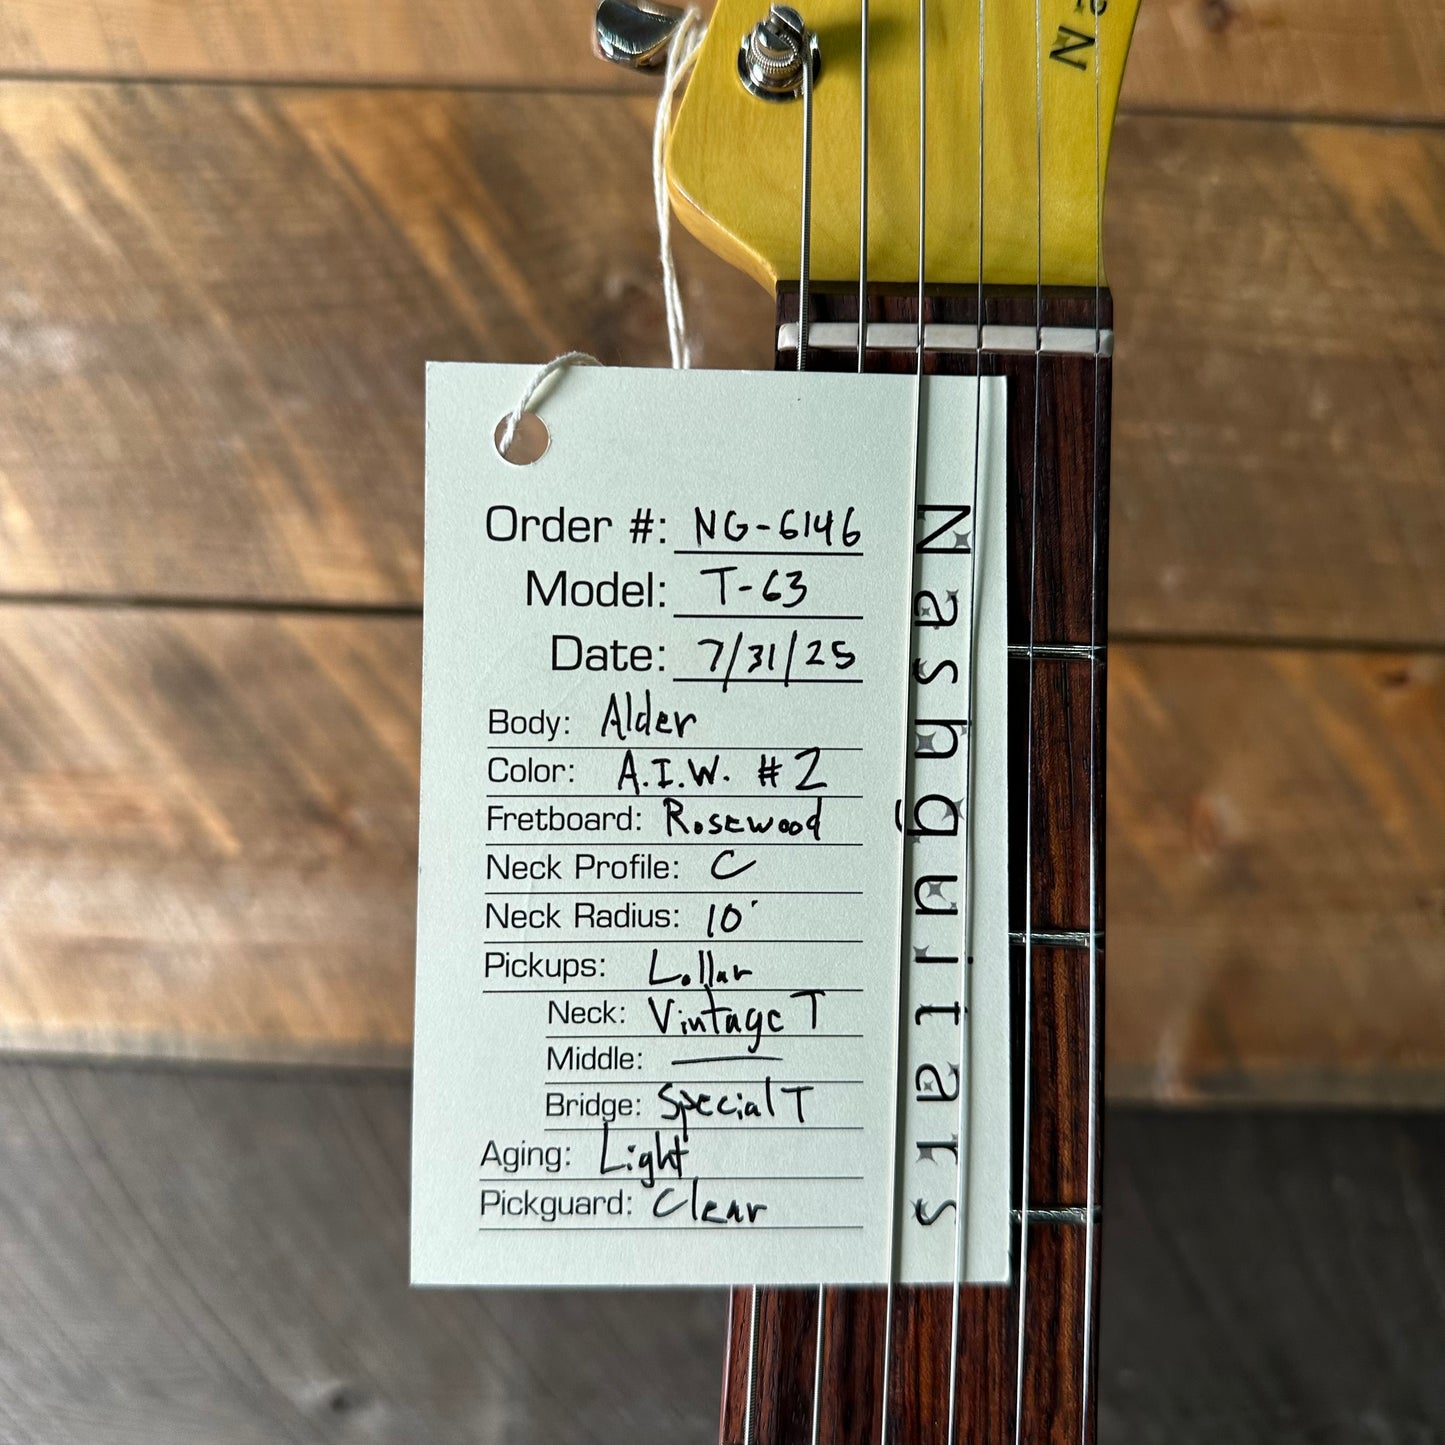 Order #: NG-6146
Model: T-63
Date: 7/31/25
Body: Alder
Color: A.I.W. #2
Fretboard: Rosewood
Neck Profile: C
Neck Radius: 10"
Pickups: Lollar
Neck: Vintage T
Middle: —
Bridge: Special T
Aging: Light
Pickguard: Clear
Nashguitars
N